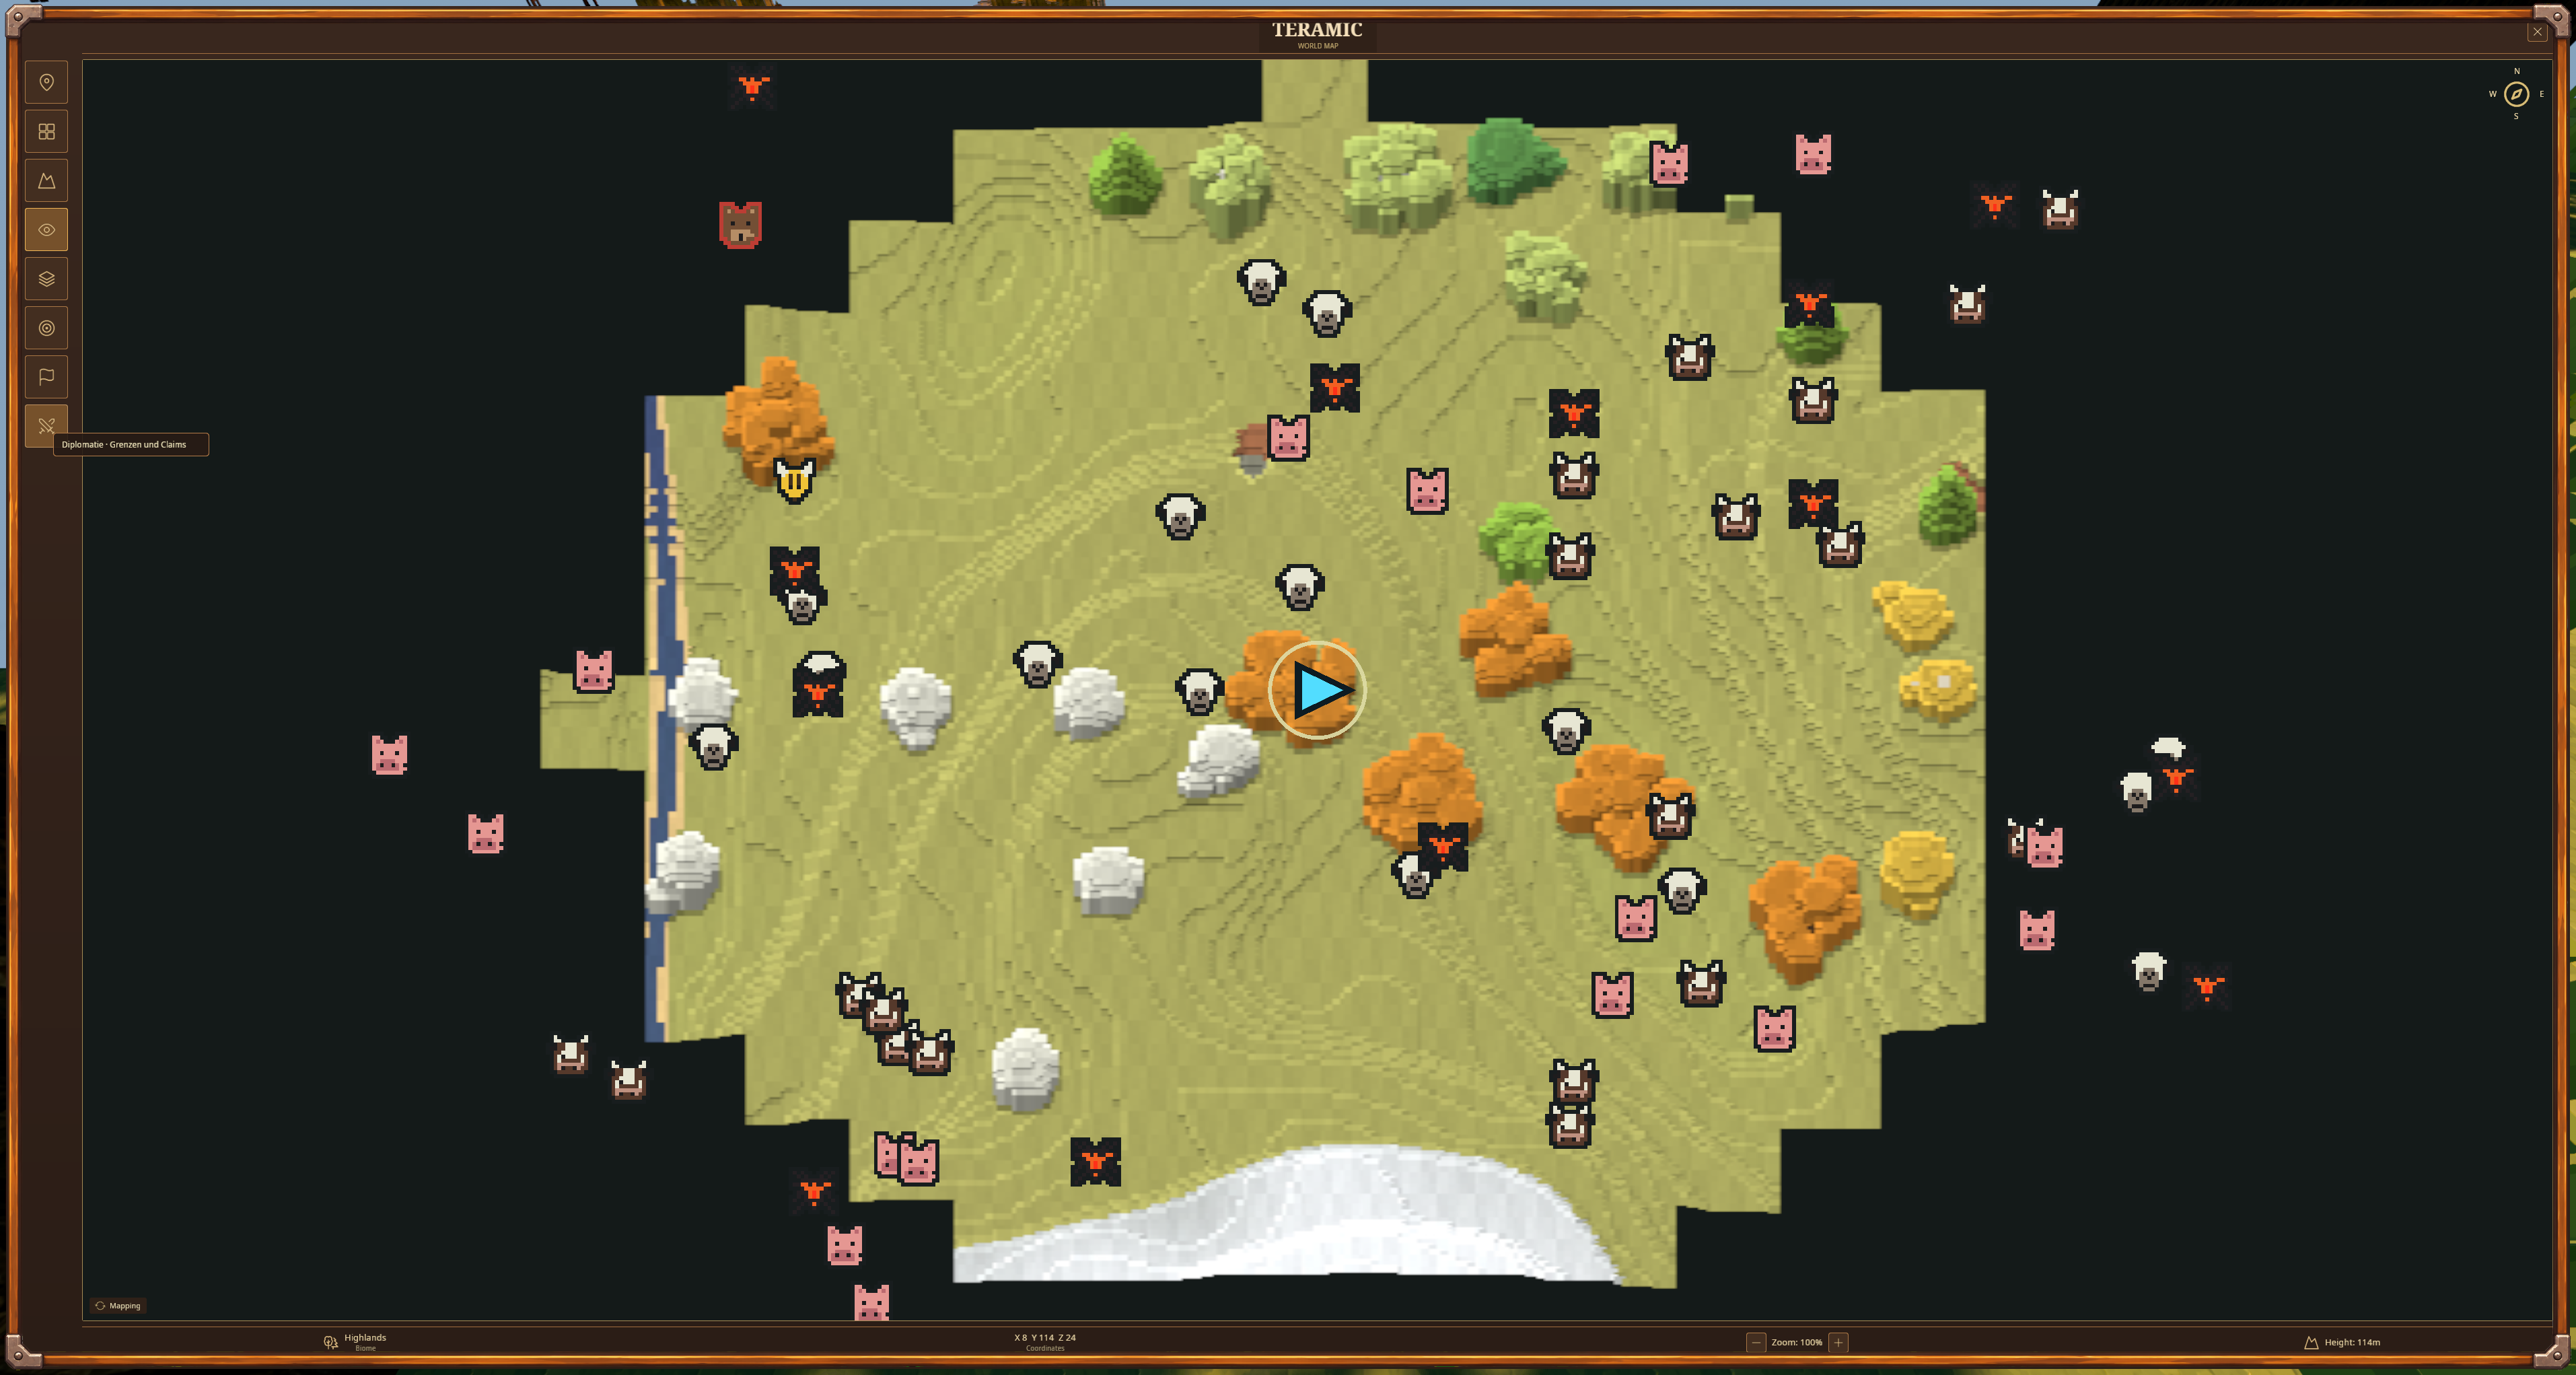 TERAMIC
WORLD MAP
N
W
E
S
Diplomatie · Grenzen und Claims
Mapping
Highlands
Biome
X 8 Y 114 Z 24
Coordinates
Zoom: 100%
Height: 114m